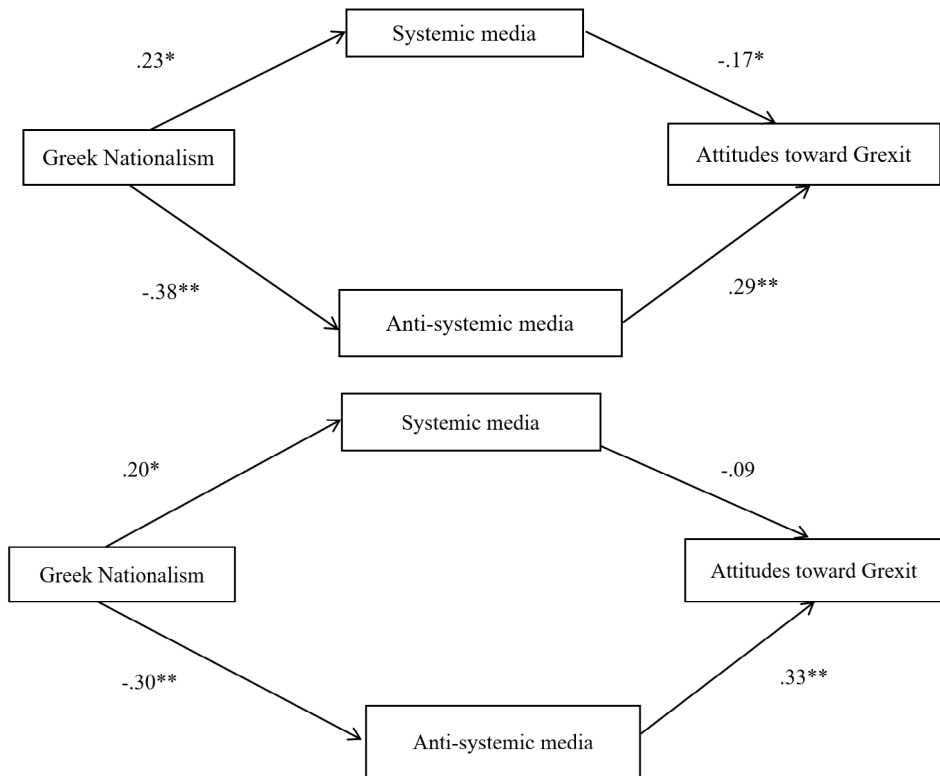 Systemic media
.23*
-.17*
Greek Nationalism
Attitudes toward Grexit
-.38**
.29**
Anti-systemic media
Systemic media
.20*
-.09
Greek Nationalism
Attitudes toward Grexit
-.30**
.33**
Anti-systemic media